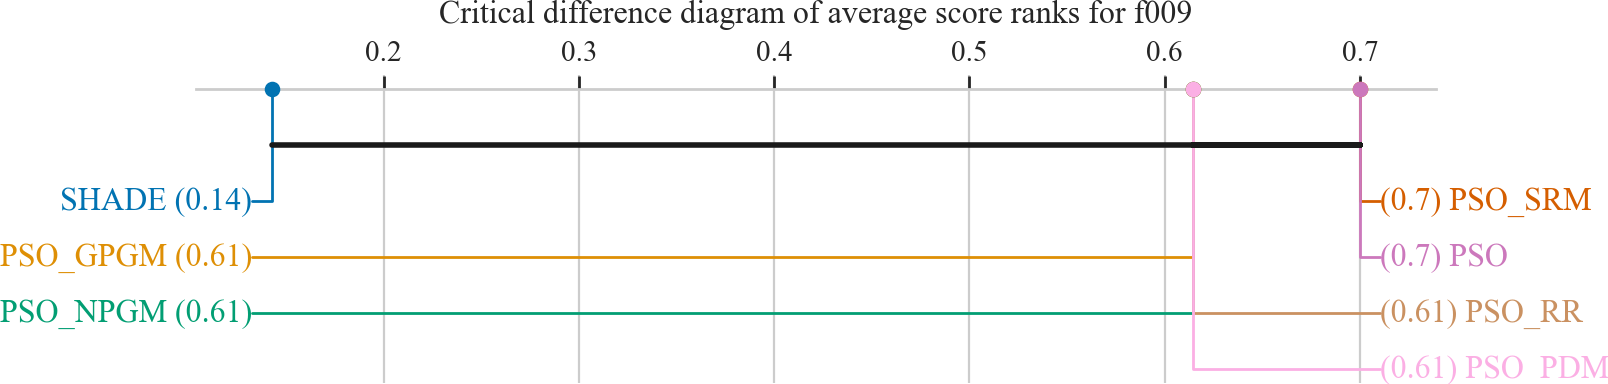 Critical difference diagram of average score ranks for f009
0.2 0.3 0.4 0.5 0.6 0.7
SHADE (0.14) (0.7) PSO_SRM
PSO_GPGM (0.61) (0.7) PSO
PSO_NPGM (0.61) (0.61) PSO_RR
(0.61) PSO_PDM